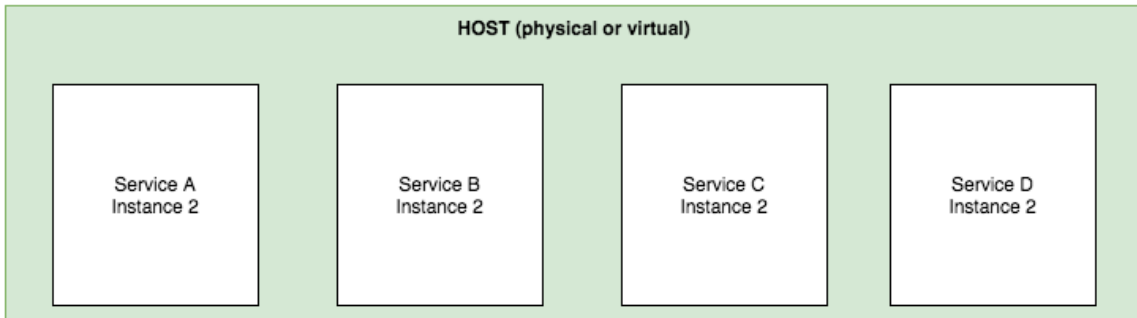 HOST (physical or virtual)
Service A
Instance 2
Service B
Instance 2
Service C
Instance 2
Service D
Instance 2